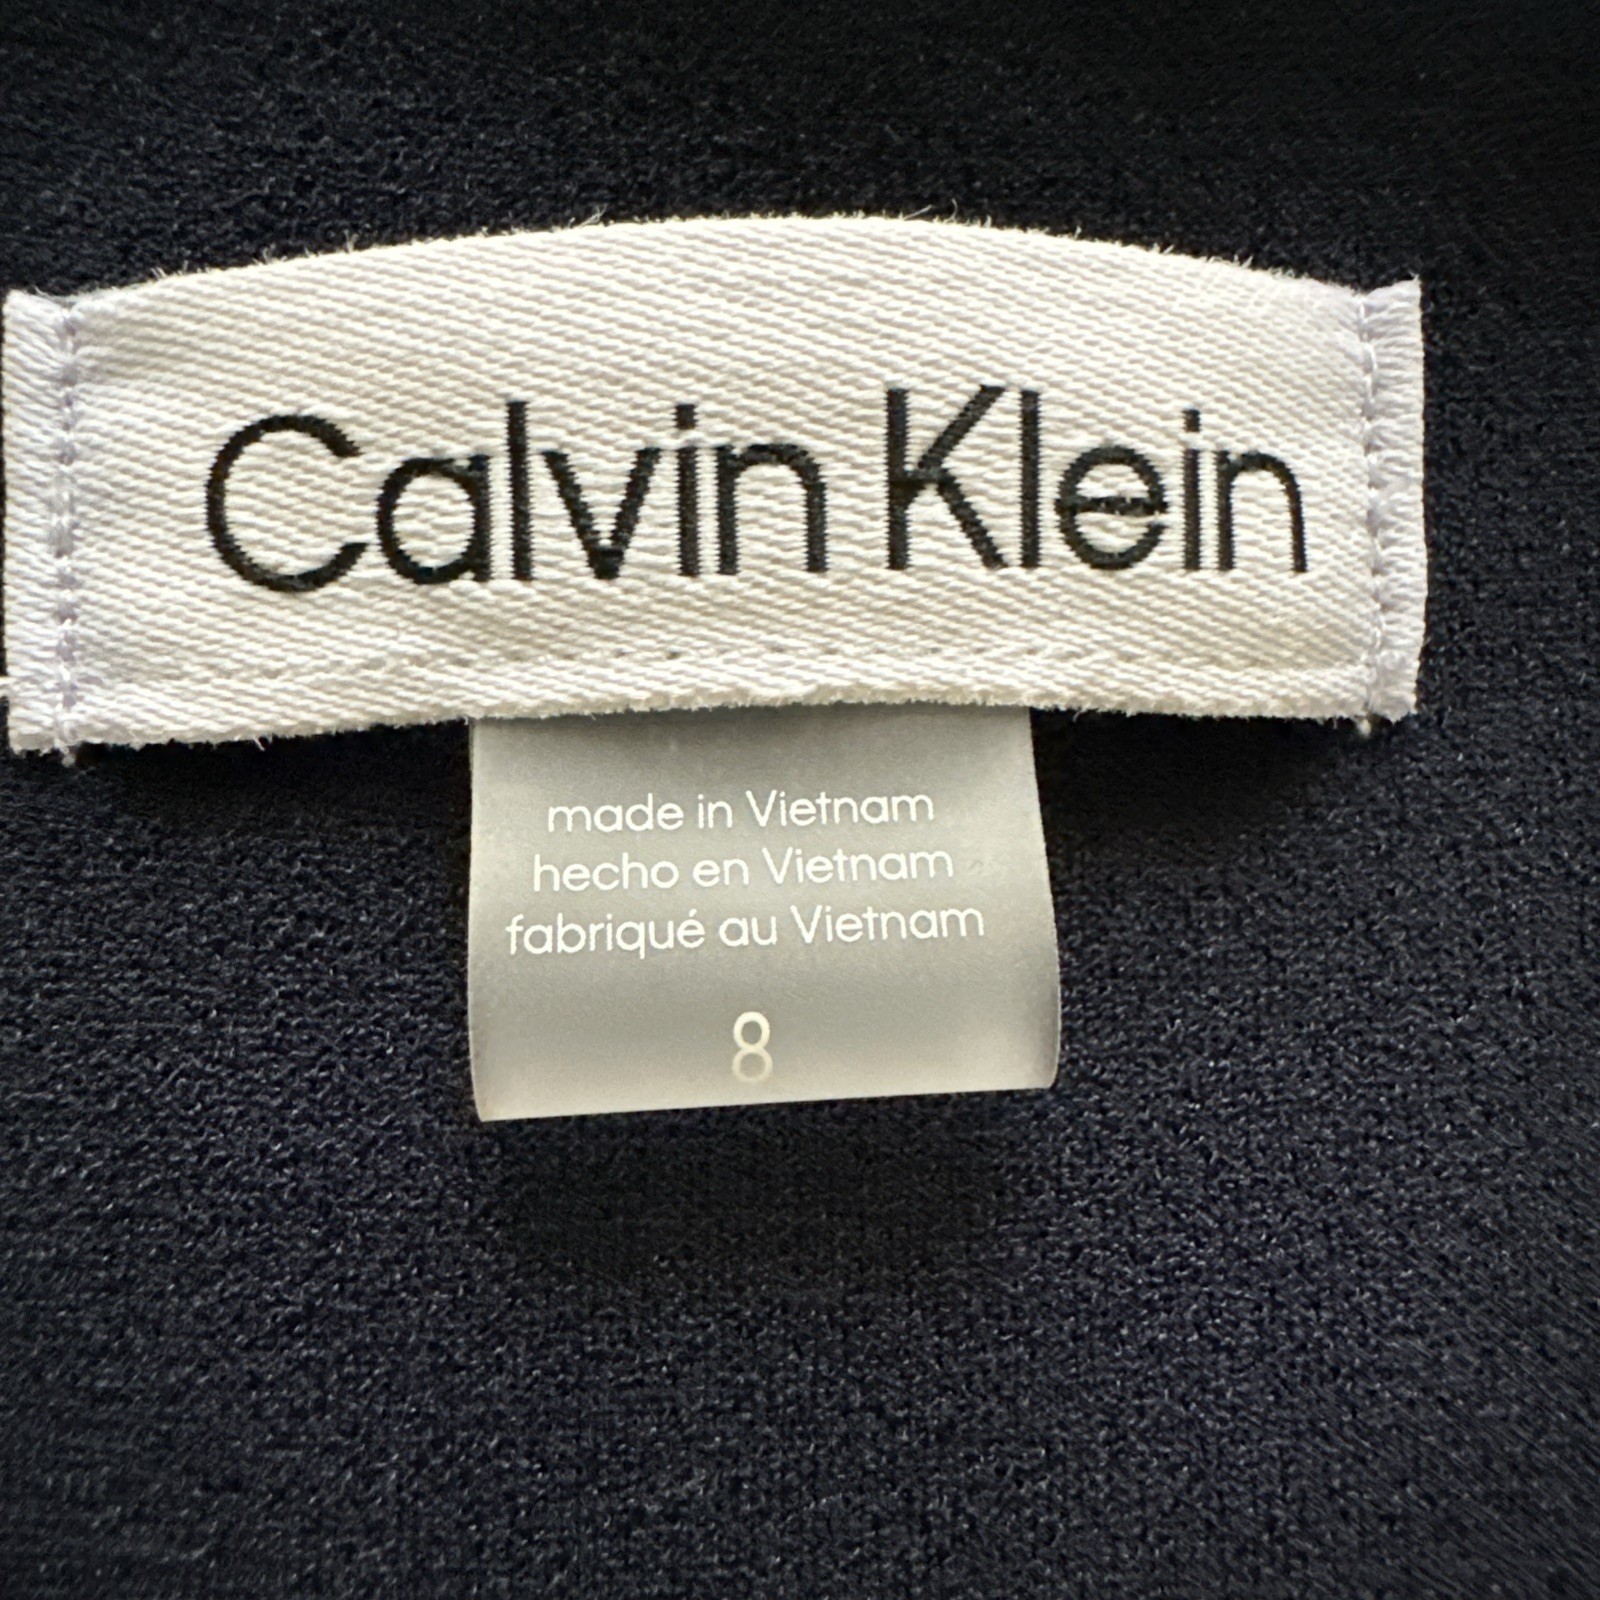 Calvin Klein
made in Vietnam
hecho en Vietnam
fabriqué au Vietnam
8